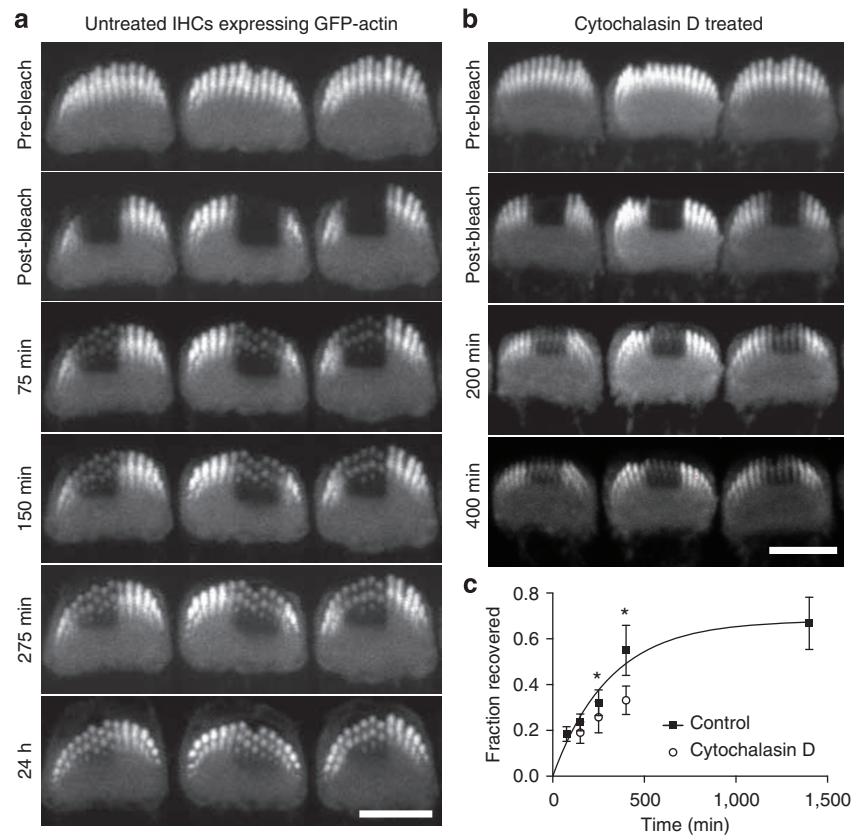 a
Untreated IHCs expressing GFP-actin
Pre-bleach
Post-bleach
75 min
150 min
275 min
24 h
b
Cytochalasin D treated
Pre-bleach
Post-bleach
200 min
400 min
c
Fraction recovered
0.8
0.6
0.4
0.2
0.0
*
*
Control
Cytochalasin D
0
500
1,000
1,500
Time (min)